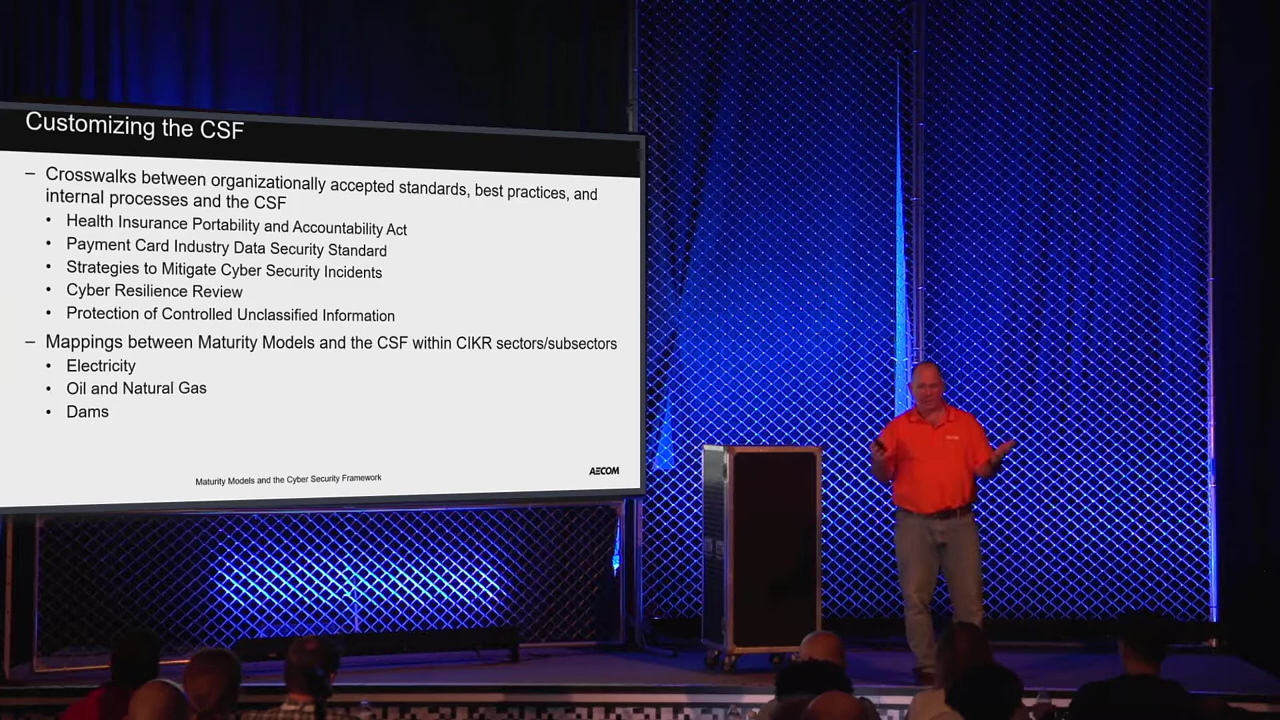 Customizing the CSF
– Crosswalks between organizationally accepted standards, best practices, and
internal processes and the CSF
• Health Insurance Portability and Accountability Act
• Payment Card Industry Data Security Standard
• Strategies to Mitigate Cyber Security Incidents
• Cyber Resilience Review
• Protection of Controlled Unclassified Information
– Mappings between Maturity Models and the CSF within CIKR sectors/subsectors
• Electricity
• Oil and Natural Gas
• Dams
Maturity Models and the Cyber Security Framework
AECOM